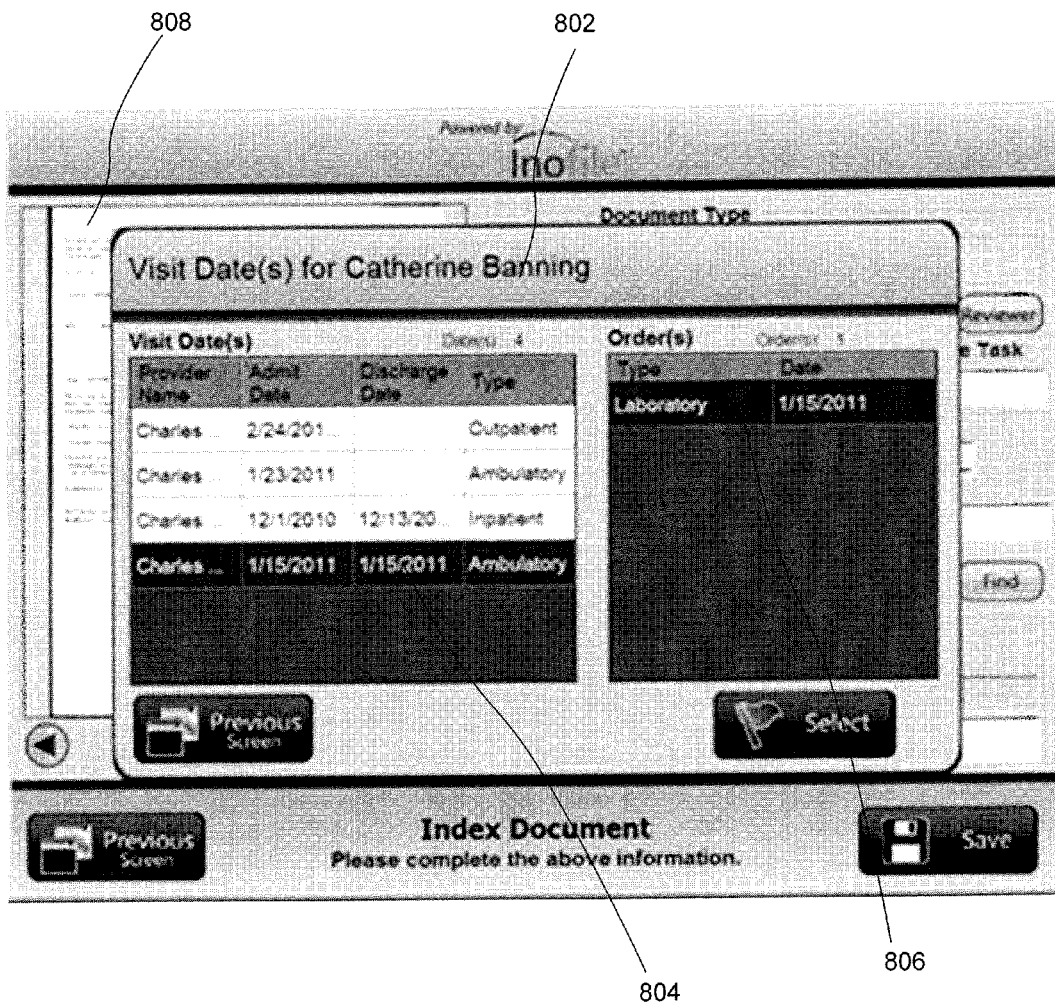 808
802
Powered by
Inofile
Document Type
Visit Date(s) for Catherine Banning
Reviewer
Visit Date(s)
Date(s): 4
Order(s)
Order(s): 1
e Task
Provider Name
Admit Date
Discharge Date
Type
Type
Date
Charles ...
2/24/201...
Outpatient
Laboratory
1/15/2011
Charles ...
1/23/2011
Ambulatory
Charles ...
12/1/2010
12/13/20...
Inpatient
Charles ...
1/15/2011
1/15/2011
Ambulatory
Find
Previous
Screen
Select
Previous
Screen
Index Document
Please complete the above information.
Save
806
804